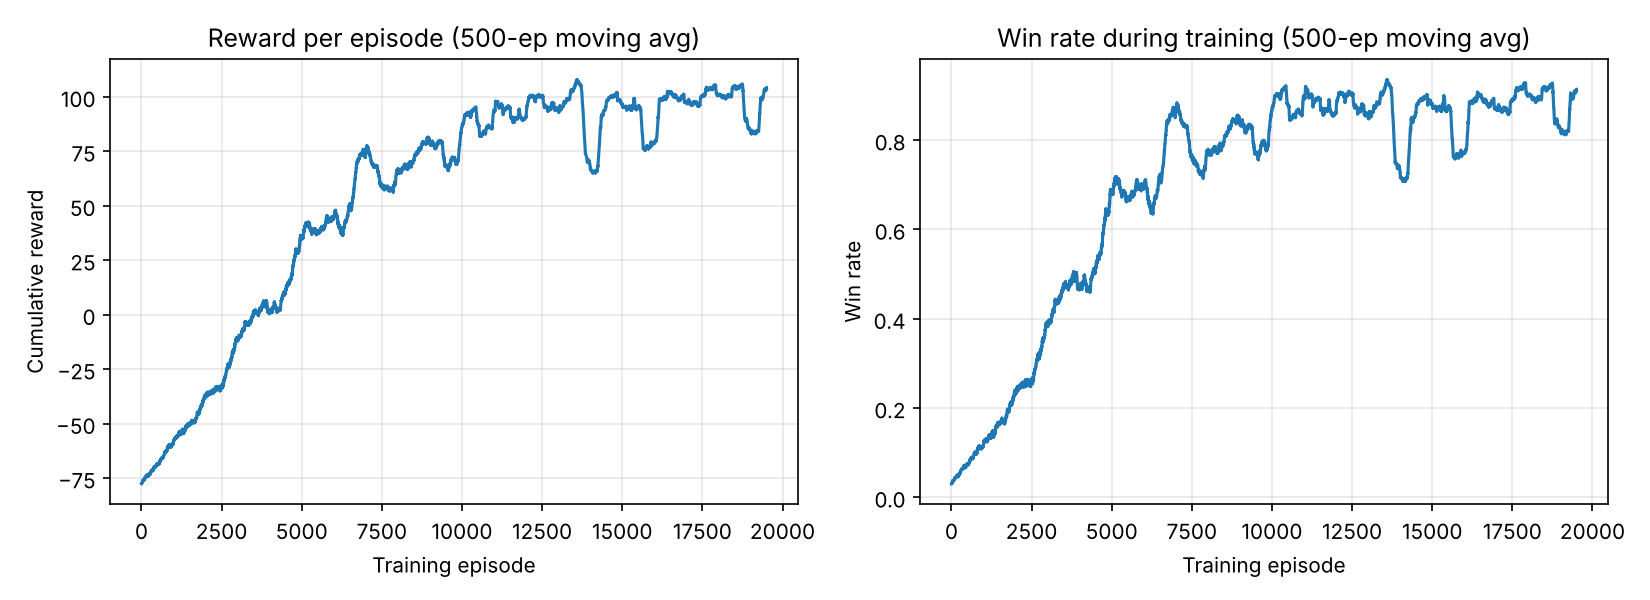 Reward per episode (500-ep moving avg)
Cumulative reward
100
75
50
25
0
−25
−50
−75
0 2500 5000 7500 10000 12500 15000 17500 20000
Training episode
Win rate during training (500-ep moving avg)
Win rate
0.8
0.6
0.4
0.2
0.0
0 2500 5000 7500 10000 12500 15000 17500 20000
Training episode